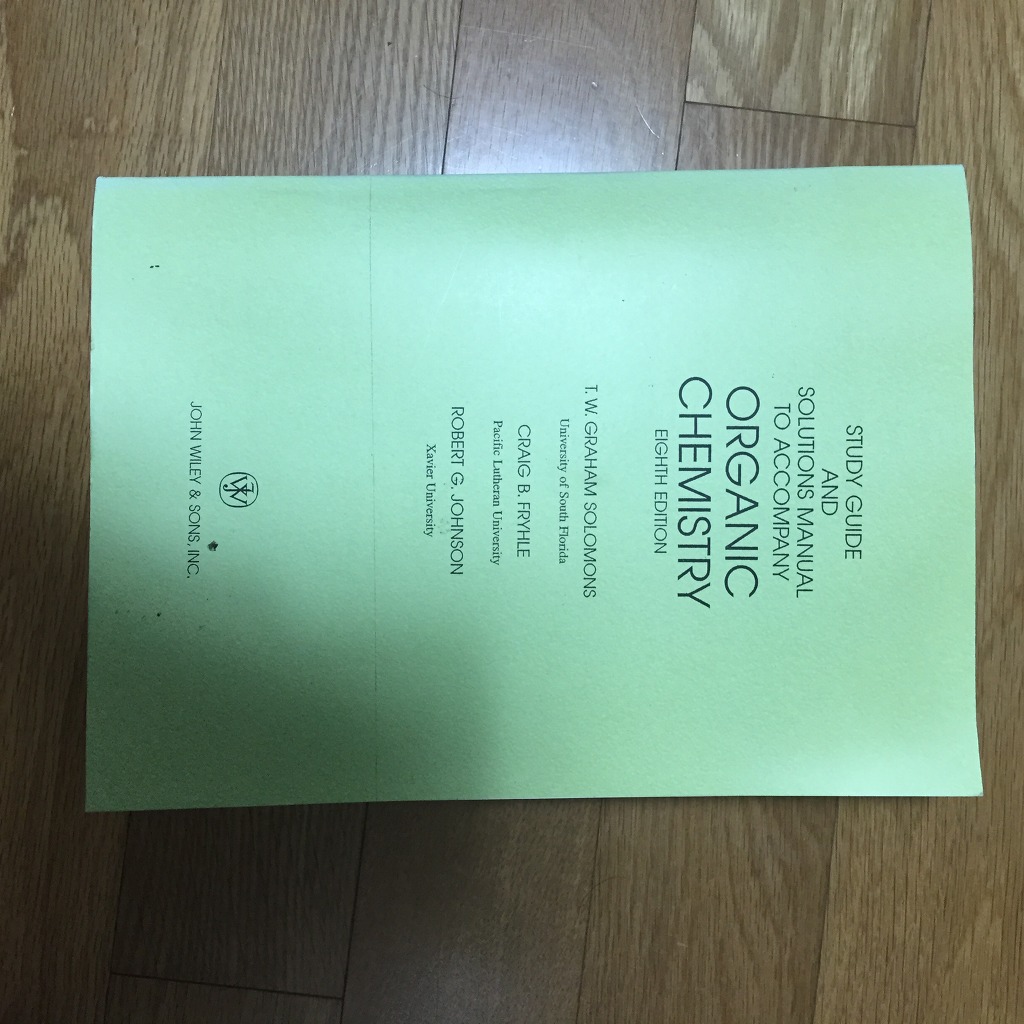 STUDY GUIDE
AND
SOLUTIONS MANUAL
TO ACCOMPANY
ORGANIC
CHEMISTRY
EIGHTH EDITION
T. W. GRAHAM SOLOMONS
University of South Florida
CRAIG B. FRYHLE
Pacific Lutheran University
ROBERT G. JOHNSON
Xavier University
JW
JOHN WILEY & SONS, INC.